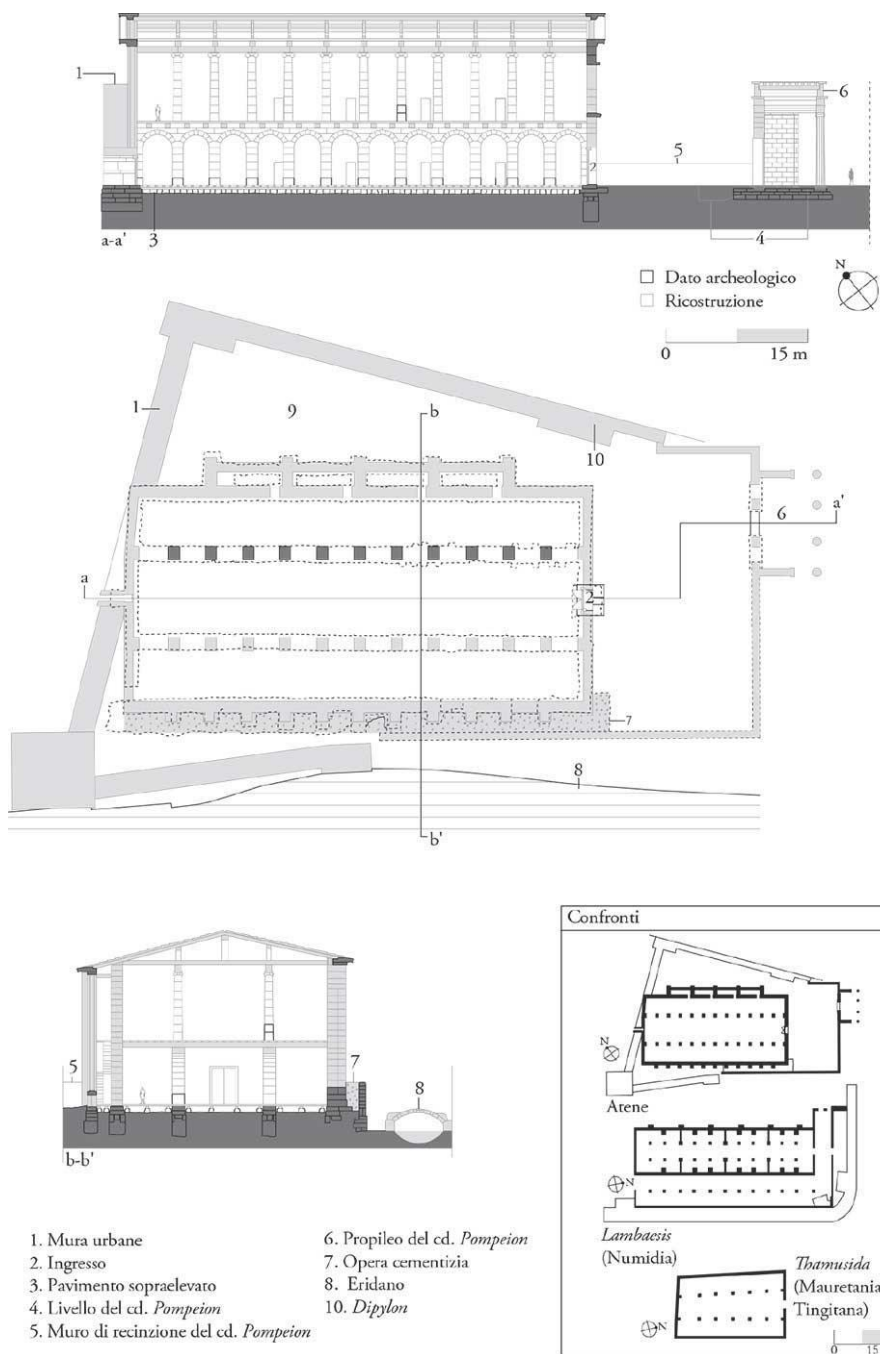 1
6
5
2
a-a'
3
4
N
Dato archeologico
Ricostruzione
0 15 m
1
9
b
10
a
2
6
a'
7
8
b'
Confronti
N
Atene
5
7
8
b-b'
N
Lambaesis
(Numidia)
Thamusida
(Mauretania
Tingitana)
N
0 15
1. Mura urbane
2. Ingresso
3. Pavimento sopraelevato
4. Livello del cd. Pompeion
5. Muro di recinzione del cd. Pompeion
6. Propileo del cd. Pompeion
7. Opera cementizia
8. Eridano
10. Dipylon